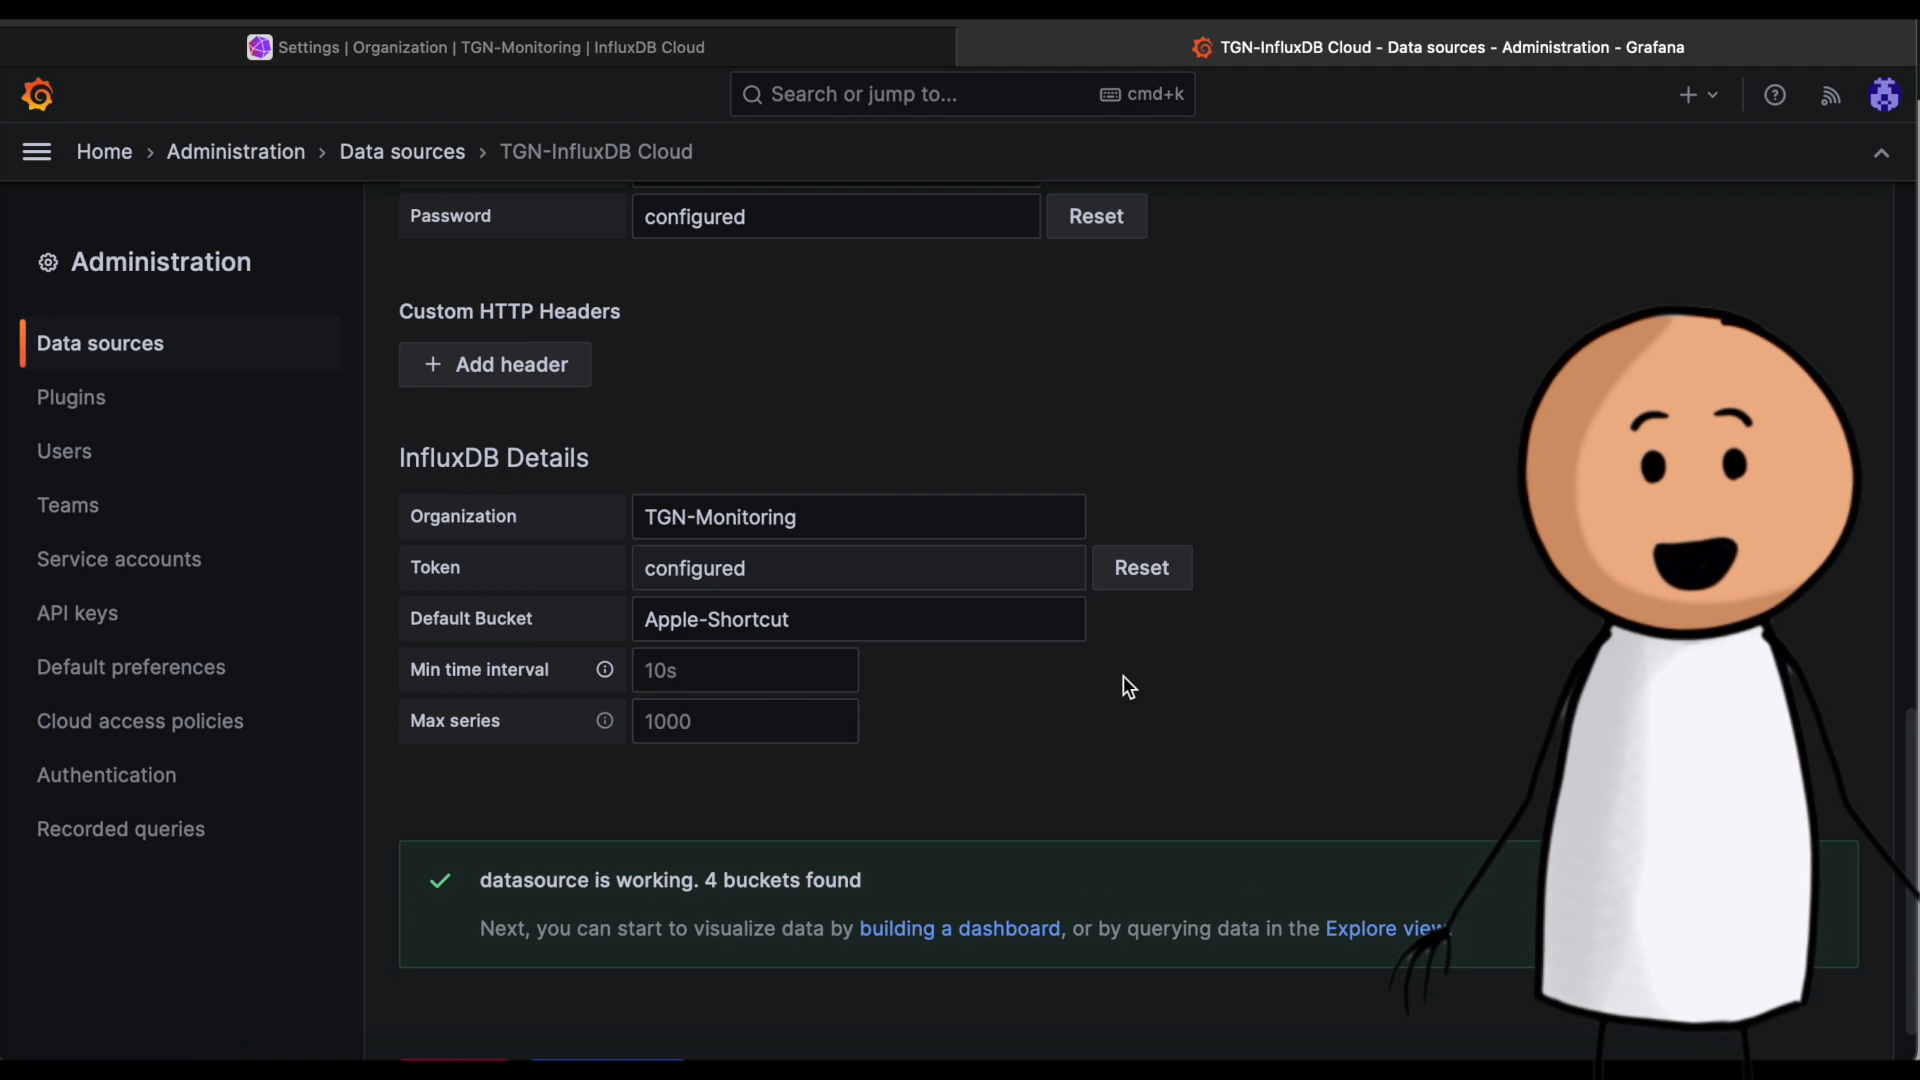 Settings | Organization | TGN-Monitoring | InfluxDB Cloud
TGN-InfluxDB Cloud - Data sources - Administration - Grafana
Search or jump to...
cmd+k
Home › Administration › Data sources › TGN-InfluxDB Cloud
Administration
Data sources
Plugins
Users
Teams
Service accounts
API keys
Default preferences
Cloud access policies
Authentication
Recorded queries
Password
configured
Reset
Custom HTTP Headers
+ Add header
InfluxDB Details
Organization
TGN-Monitoring
Token
configured
Reset
Default Bucket
Apple-Shortcut
Min time interval
10s
Max series
1000
datasource is working. 4 buckets found
Next, you can start to visualize data by building a dashboard, or by querying data in the Explore view.